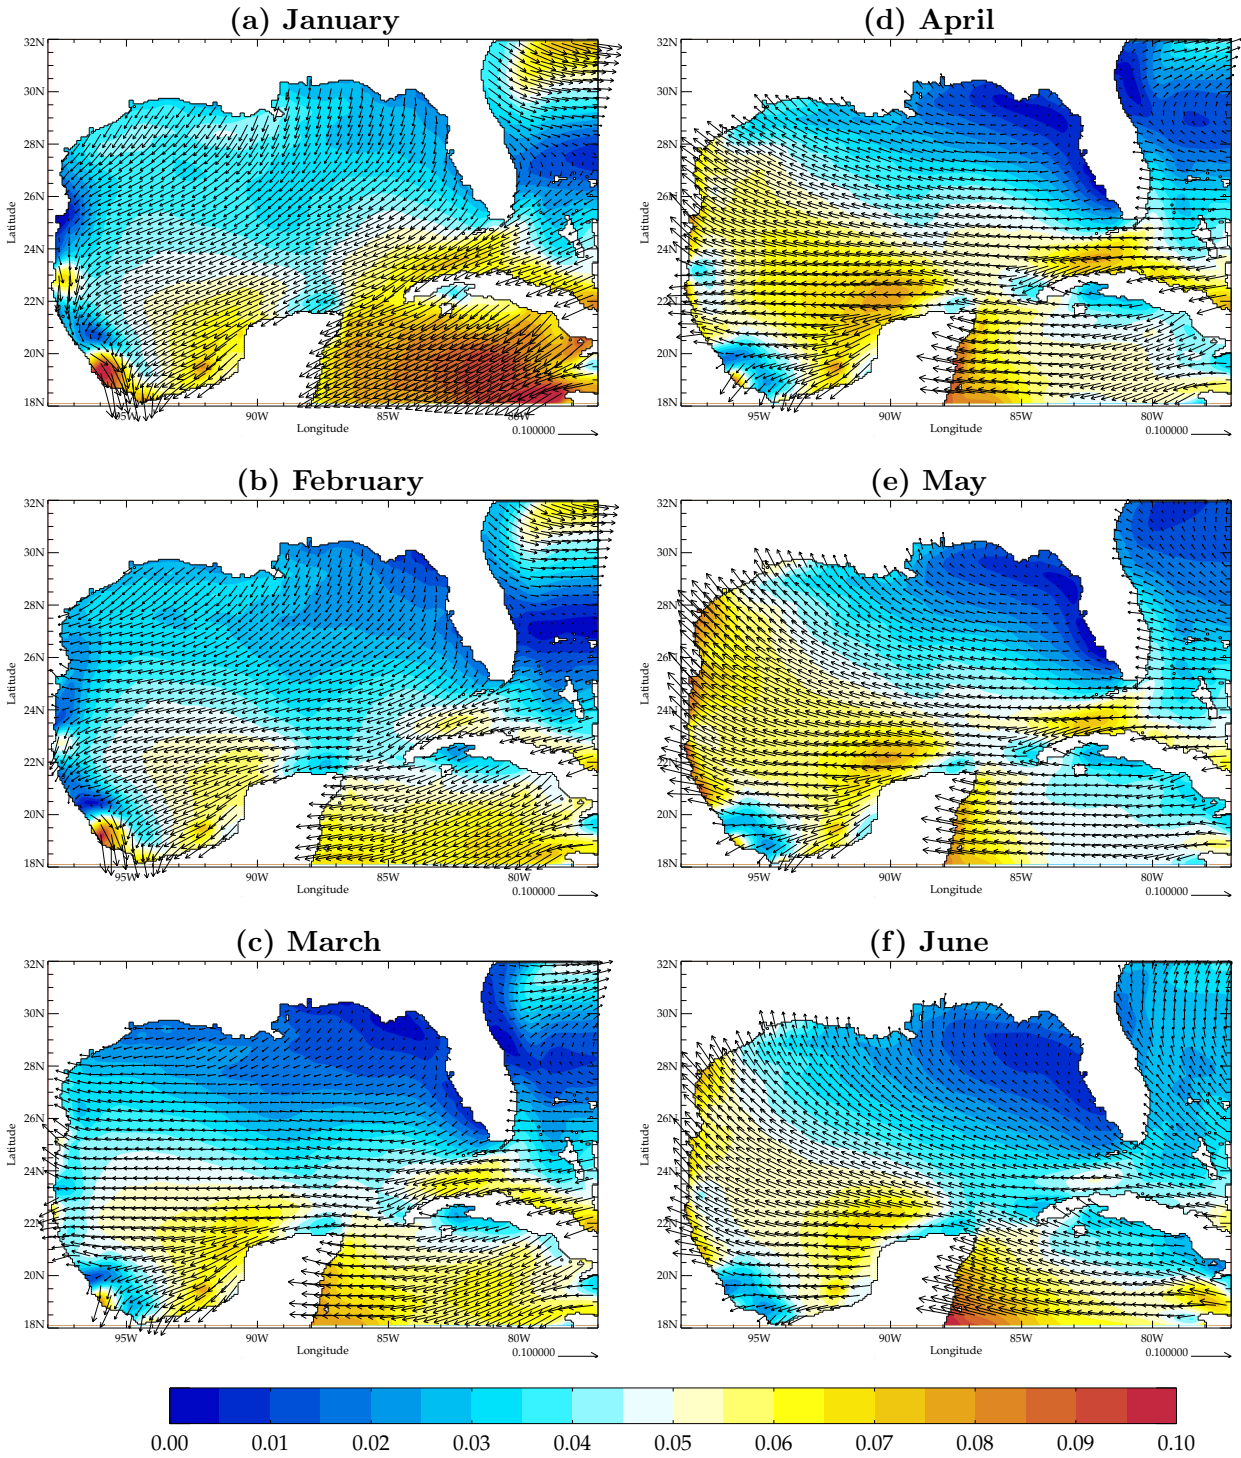 (a) January
32N
30N
28N
26N
24N
22N
20N
18N
Latitude
95W 90W 85W 80W
Longitude
0.100000
(d) April
32N
30N
28N
26N
24N
22N
20N
18N
Latitude
95W 90W 85W 80W
Longitude
0.100000
(b) February
32N
30N
28N
26N
24N
22N
20N
18N
Latitude
95W 90W 85W 80W
Longitude
0.100000
(e) May
32N
30N
28N
26N
24N
22N
20N
18N
Latitude
95W 90W 85W 80W
Longitude
0.100000
(c) March
32N
30N
28N
26N
24N
22N
20N
18N
Latitude
95W 90W 85W 80W
Longitude
0.100000
(f) June
32N
30N
28N
26N
24N
22N
20N
18N
Latitude
95W 90W 85W 80W
Longitude
0.100000
0.00 0.01 0.02 0.03 0.04 0.05 0.06 0.07 0.08 0.09 0.10